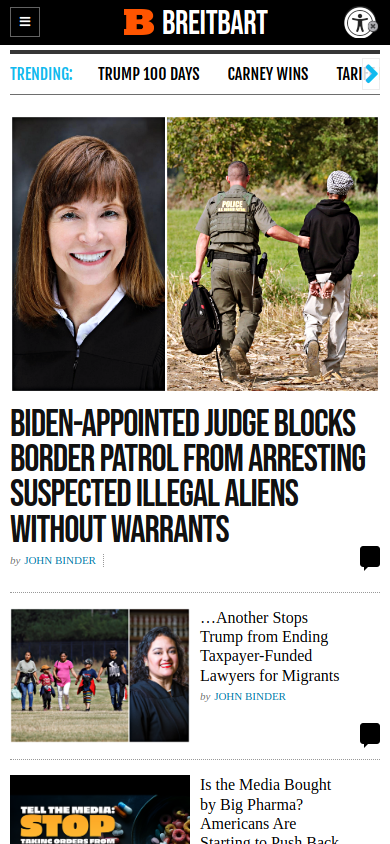 BREITBART
TRENDING: TRUMP 100 DAYS CARNEY WINS
POLICE
BIDEN-APPOINTED JUDGE BLOCKS
BORDER PATROL FROM ARRESTING
SUSPECTED ILLEGAL ALIENS
WITHOUT WARRANTS
by JOHN BINDER
…Another Stops
Trump from Ending
Taxpayer-Funded
Lawyers for Migrants
by JOHN BINDER
Is the Media Bought
by Big Pharma?
Americans Are
Starting to Push Back
TELL THE MEDIA:
STOP
TAKING ORDERS FROM